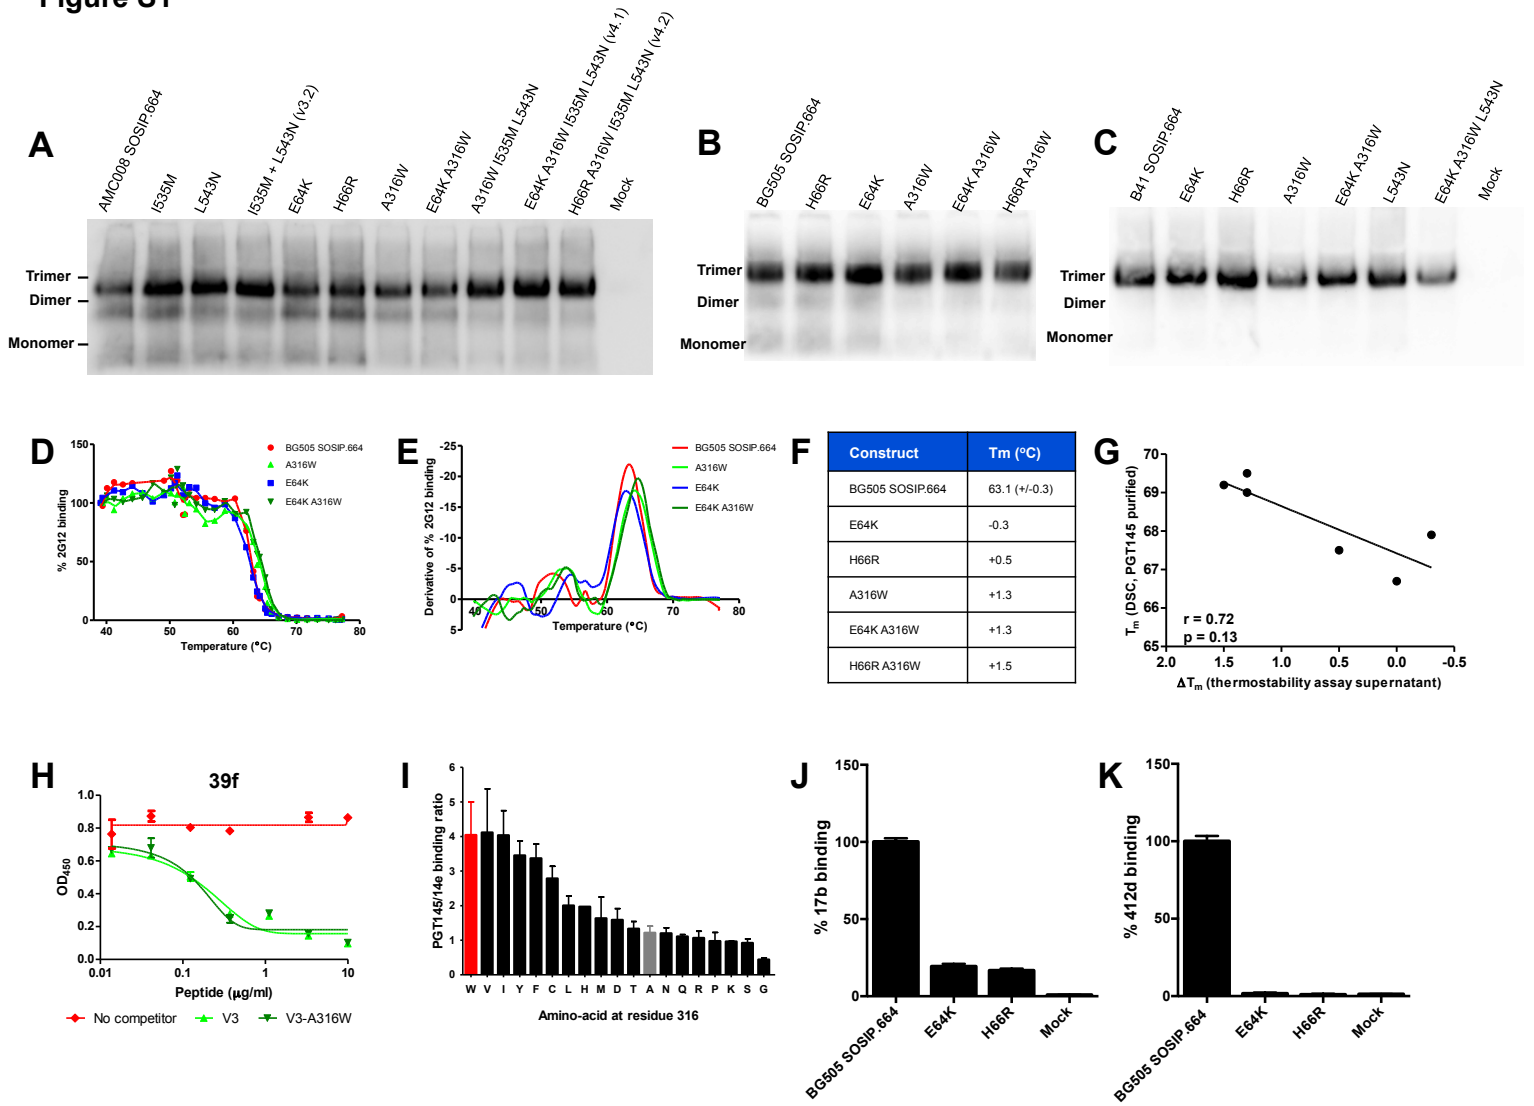 Figure S1
A
AMC008 SOSIP.664
I535M
L543N
I535M + L543N (v3.2)
E64K
H66R
A316W
E64K A316W
A316W I535M L543N
E64K A316W I535M L543N (v4.1)
H66R A316W I535M L543N (v4.2)
Mock
Trimer
Dimer
Monomer
B
BG505 SOSIP.664
H66R
E64K
A316W
E64K A316W
H66R A316W
Trimer
Dimer
Monomer
C
B41 SOSIP.664
E64K
H66R
A316W
E64K A316W
L543N
E64K A316W L543N
Mock
Trimer
Dimer
Monomer
D
% 2G12 binding
150
100
50
0
40 50 60 70 80
Temperature (°C)
BG505 SOSIP.664
A316W
E64K
E64K A316W
E
Derivative of % 2G12 binding
-25
-20
-15
-10
-5
0
5
40 50 60 70 80
Temperature (°C)
BG505 SOSIP.664
A316W
E64K
E64K A316W
F
Construct Tm (°C)
BG505 SOSIP.664 63.1 (+/-0.3)
E64K -0.3
H66R +0.5
A316W +1.3
E64K A316W +1.3
H66R A316W +1.5
G
Tm (DSC, PGT145 purified)
70
69
68
67
66
65
r = 0.72
p = 0.13
2.0 1.5 1.0 0.5 0.0 -0.5
ΔTm (thermostability assay supernatant)
H
39f
OD450
1.0
0.8
0.6
0.4
0.2
0.0
0.01 0.1 1 10
Peptide (μg/ml)
No competitor V3 V3-A316W
I
PGT145/14e binding ratio
6
5
4
3
2
1
0
W V I Y F C L H M D T A N Q R P K S G
Amino-acid at residue 316
J
% 17b binding
150
100
50
0
BG505 SOSIP.664
E64K
H66R
Mock
K
% 412d binding
150
100
50
0
BG505 SOSIP.664
E64K
H66R
Mock